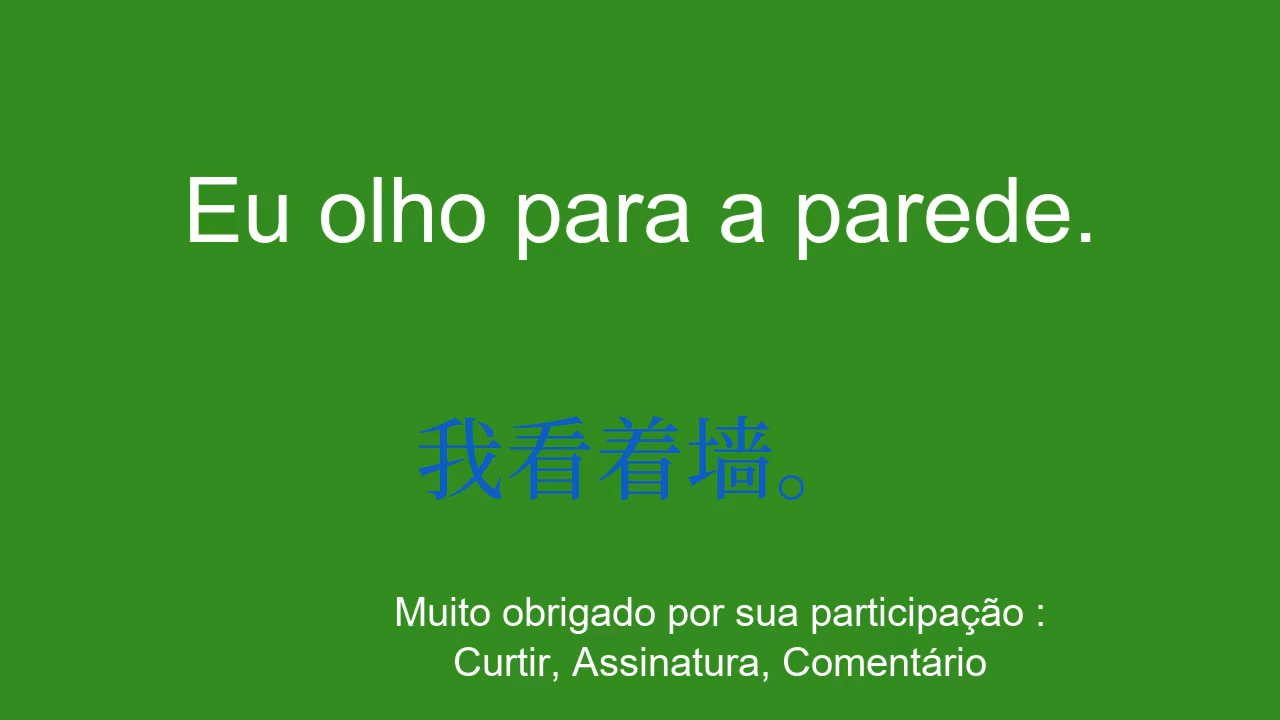 Eu olho para a parede.
我看着墙。
Muito obrigado por sua participação :
Curtir, Assinatura, Comentário